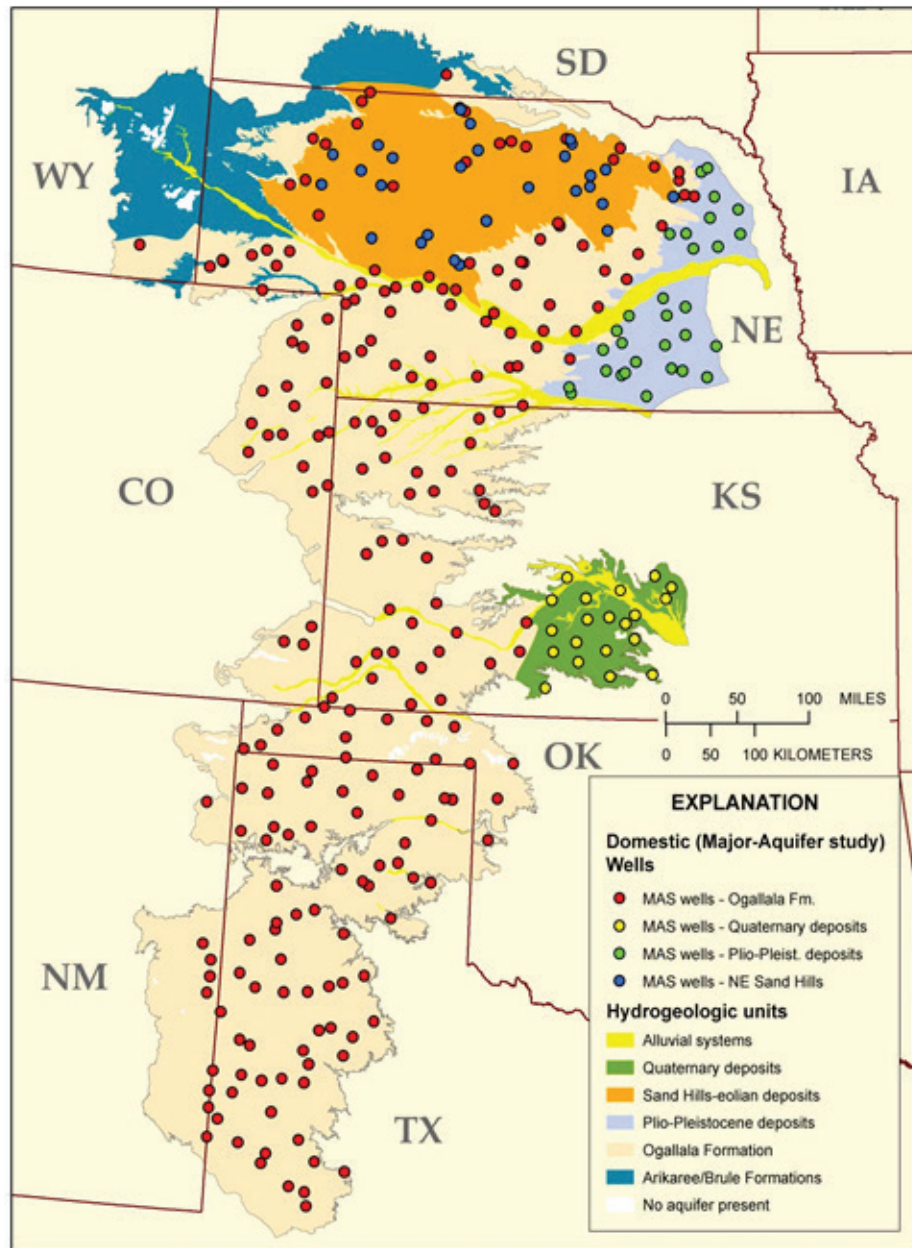 SD
WY
IA
NE
CO
KS
0 50 100 MILES
0 50 100 KILOMETERS
OK
EXPLANATION
Domestic (Major-Aquifer study)
Wells
MAS wells - Ogallala Fm.
MAS wells - Quaternary deposits
MAS wells - Plio-Pleist. deposits
MAS wells - NE Sand Hills
NM
Hydrogeologic units
Alluvial systems
Quaternary deposits
Sand Hills-eolian deposits
Plio-Pleistocene deposits
TX
Ogallala Formation
Arikaree/Brule Formations
No aquifer present